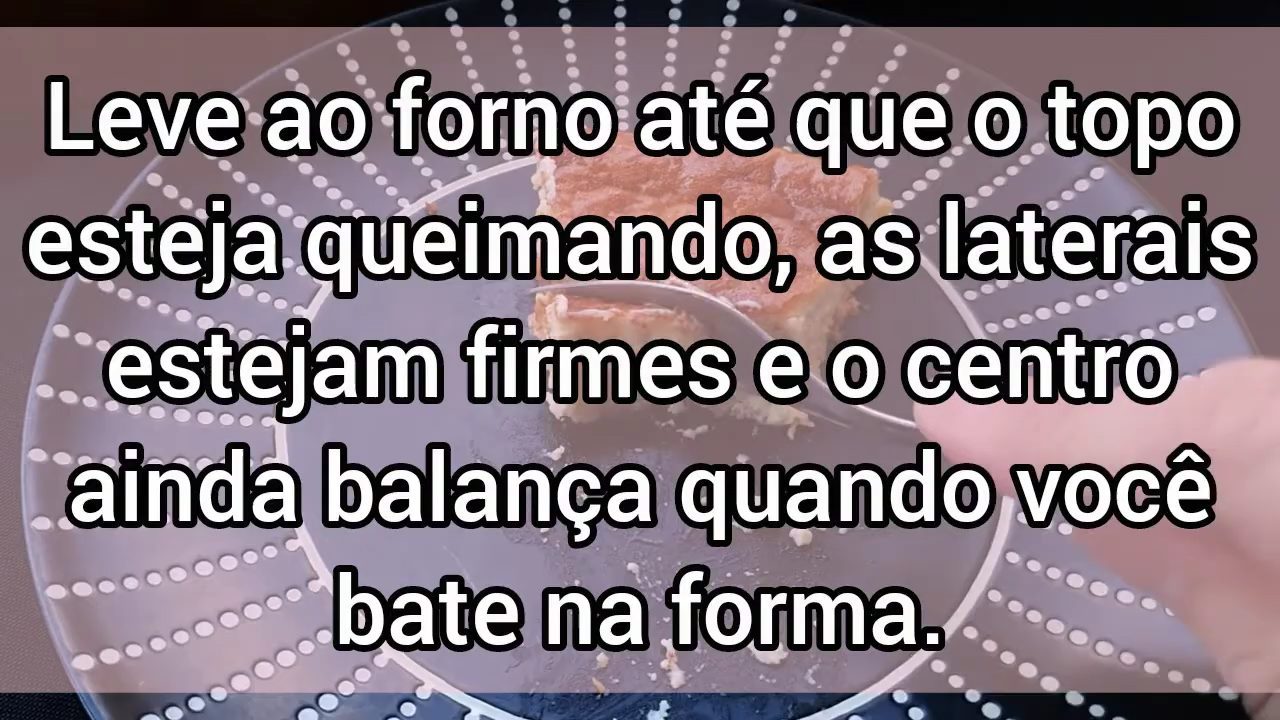 Leve ao forno até que o topo
esteja queimando, as laterais
estejam firmes e o centro
ainda balança quando você
bate na forma.